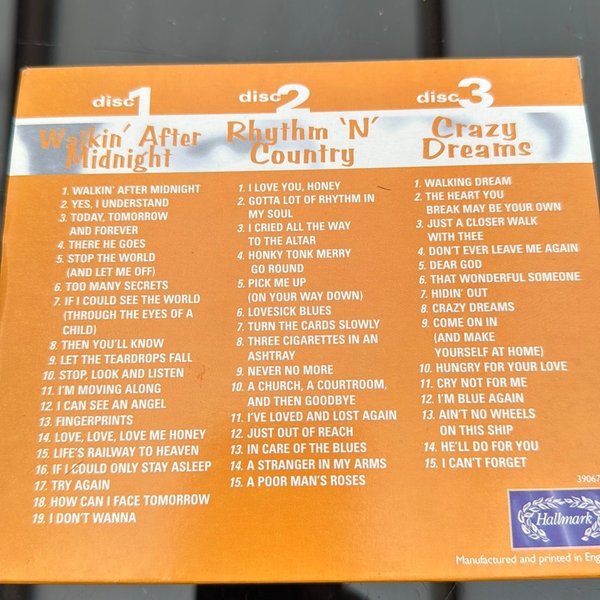 disc 1
Walkin' After
Midnight
1. WALKIN' AFTER MIDNIGHT
2. YES, I UNDERSTAND
3. TODAY, TOMORROW
AND FOREVER
4. THERE HE GOES
5. STOP THE WORLD
(AND LET ME OFF)
6. TOO MANY SECRETS
7. IF I COULD SEE THE WORLD
(THROUGH THE EYES OF A
CHILD)
8. THEN YOU'LL KNOW
9. LET THE TEARDROPS FALL
10. STOP, LOOK AND LISTEN
11. I'M MOVING ALONG
12. I CAN SEE AN ANGEL
13. FINGERPRINTS
14. LOVE, LOVE, LOVE ME HONEY
15. LIFE'S RAILWAY TO HEAVEN
16. IF I COULD ONLY STAY ASLEEP
17. TRY AGAIN
18. HOW CAN I FACE TOMORROW
19. I DON'T WANNA
disc 2
Rhythm 'N'
Country
1. I LOVE YOU, HONEY
2. GOTTA LOT OF RHYTHM IN
MY SOUL
3. I CRIED ALL THE WAY
TO THE ALTAR
4. HONKY TONK MERRY
GO ROUND
5. PICK ME UP
(ON YOUR WAY DOWN)
6. LOVESICK BLUES
7. TURN THE CARDS SLOWLY
8. THREE CIGARETTES IN AN
ASHTRAY
9. NEVER NO MORE
10. A CHURCH, A COURTROOM,
AND THEN GOODBYE
11. I'VE LOVED AND LOST AGAIN
12. JUST OUT OF REACH
13. IN CARE OF THE BLUES
14. A STRANGER IN MY ARMS
15. A POOR MAN'S ROSES
disc 3
Crazy
Dreams
1. WALKING DREAM
2. THE HEART YOU
BREAK MAY BE YOUR OWN
3. JUST A CLOSER WALK
WITH THEE
4. DON'T EVER LEAVE ME AGAIN
5. DEAR GOD
6. THAT WONDERFUL SOMEONE
7. HIDIN' OUT
8. CRAZY DREAMS
9. COME ON IN
(AND MAKE
YOURSELF AT HOME)
10. HUNGRY FOR YOUR LOVE
11. CRY NOT FOR ME
12. I'M BLUE AGAIN
13. AIN'T NO WHEELS
ON THIS SHIP
14. HE'LL DO FOR YOU
15. I CAN'T FORGET
39067
Hallmark
Manufactured and printed in Eng